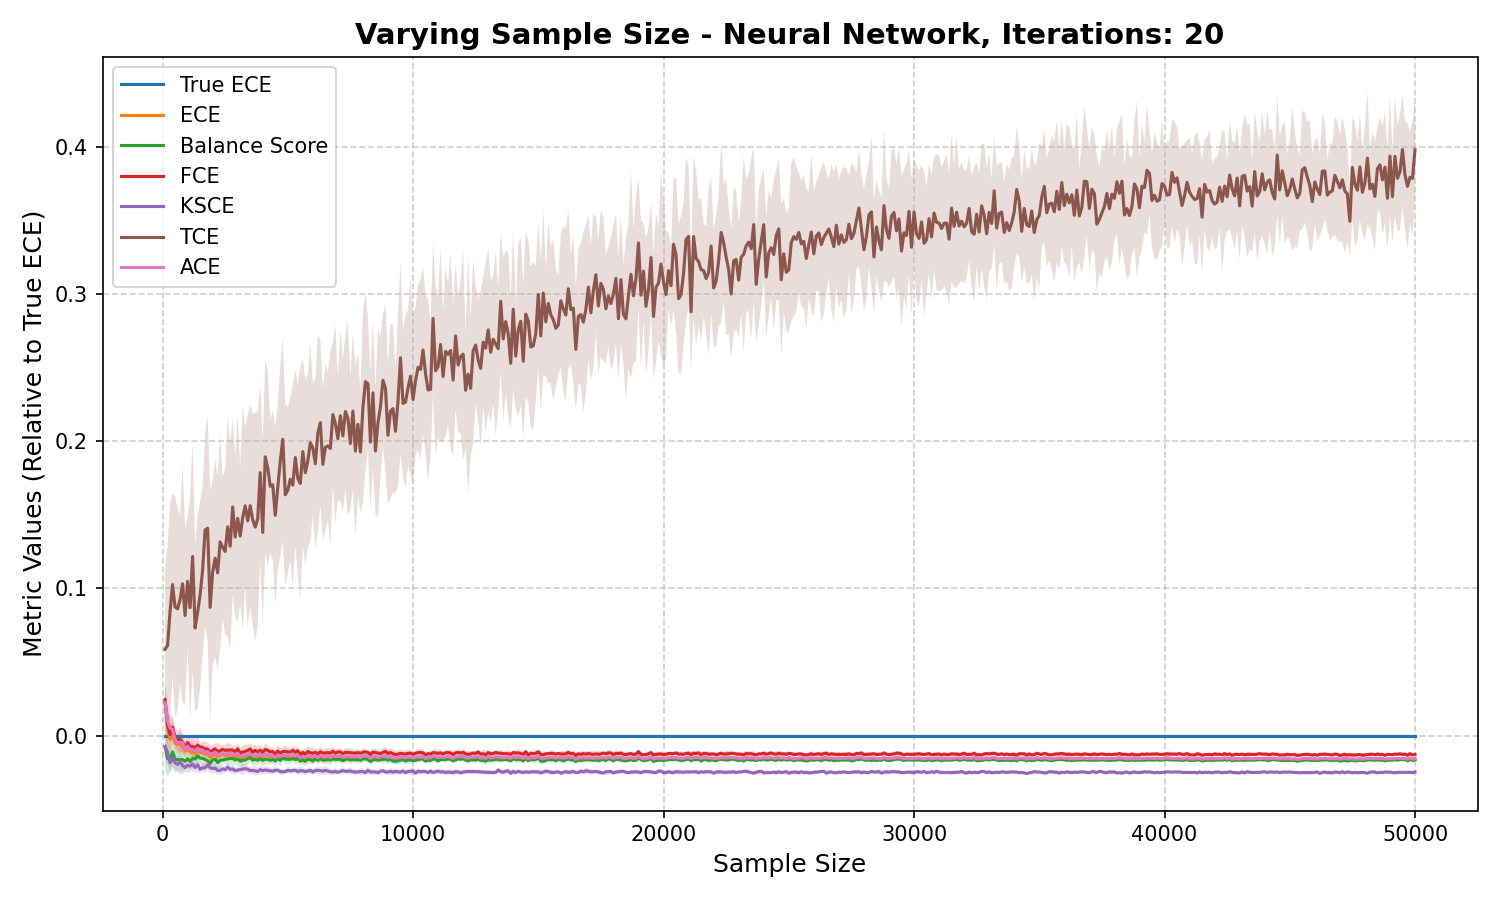 Varying Sample Size - Neural Network, Iterations: 20
True ECE
ECE
Balance Score
FCE
KSCE
TCE
ACE
Metric Values (Relative to True ECE)
0.4
0.3
0.2
0.1
0.0
0
10000
20000
30000
40000
50000
Sample Size